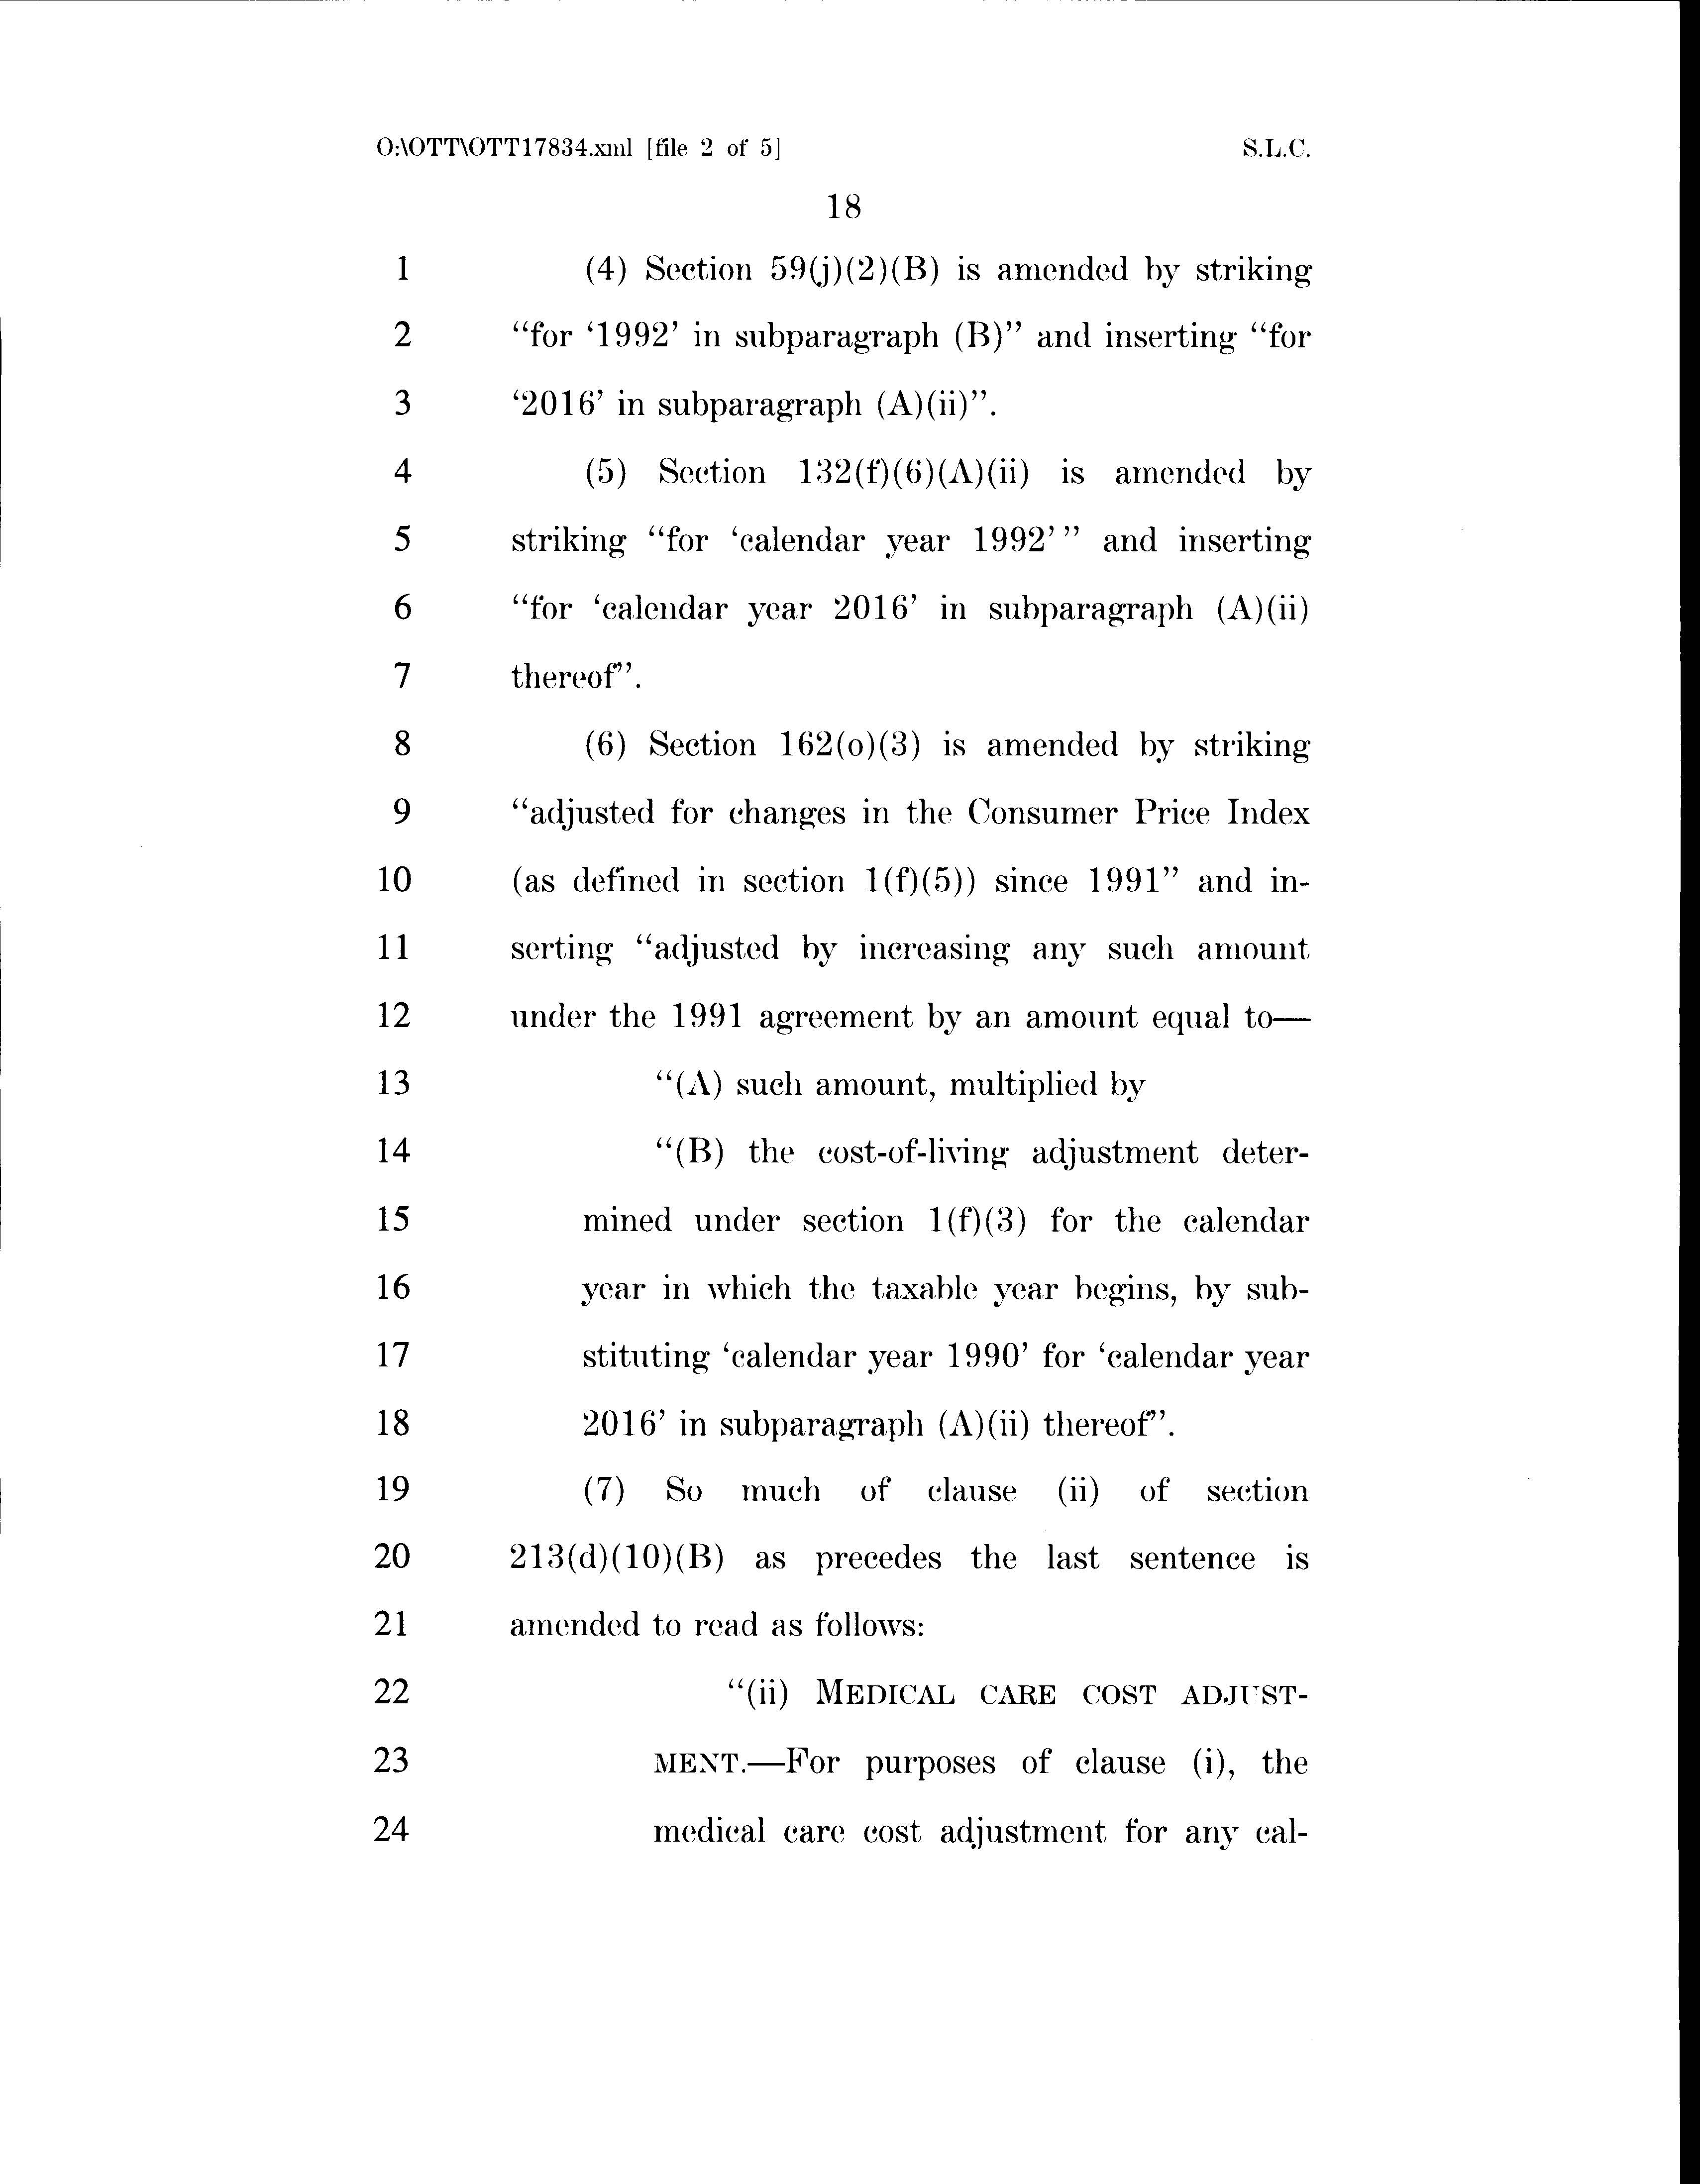 O:\OTT\OTT17834.xml [file 2 of 5] S.L.C.
18
1 (4) Section 59(j)(2)(B) is amended by striking
2 “for ‘1992’ in subparagraph (B)” and inserting “for
3 ‘2016’ in subparagraph (A)(ii)”.
4 (5) Section 132(f)(6)(A)(ii) is amended by
5 striking “for ‘calendar year 1992’ ” and inserting
6 “for ‘calendar year 2016’ in subparagraph (A)(ii)
7 thereof”.
8 (6) Section 162(o)(3) is amended by striking
9 “adjusted for changes in the Consumer Price Index
10 (as defined in section 1(f)(5)) since 1991” and in-
11 serting “adjusted by increasing any such amount
12 under the 1991 agreement by an amount equal to—
13 “(A) such amount, multiplied by
14 “(B) the cost-of-living adjustment deter-
15 mined under section 1(f)(3) for the calendar
16 year in which the taxable year begins, by sub-
17 stituting ‘calendar year 1990’ for ‘calendar year
18 2016’ in subparagraph (A)(ii) thereof”.
19 (7) So much of clause (ii) of section
20 213(d)(10)(B) as precedes the last sentence is
21 amended to read as follows:
22 “(ii) MEDICAL CARE COST ADJUST-
23 MENT.—For purposes of clause (i), the
24 medical care cost adjustment for any cal-